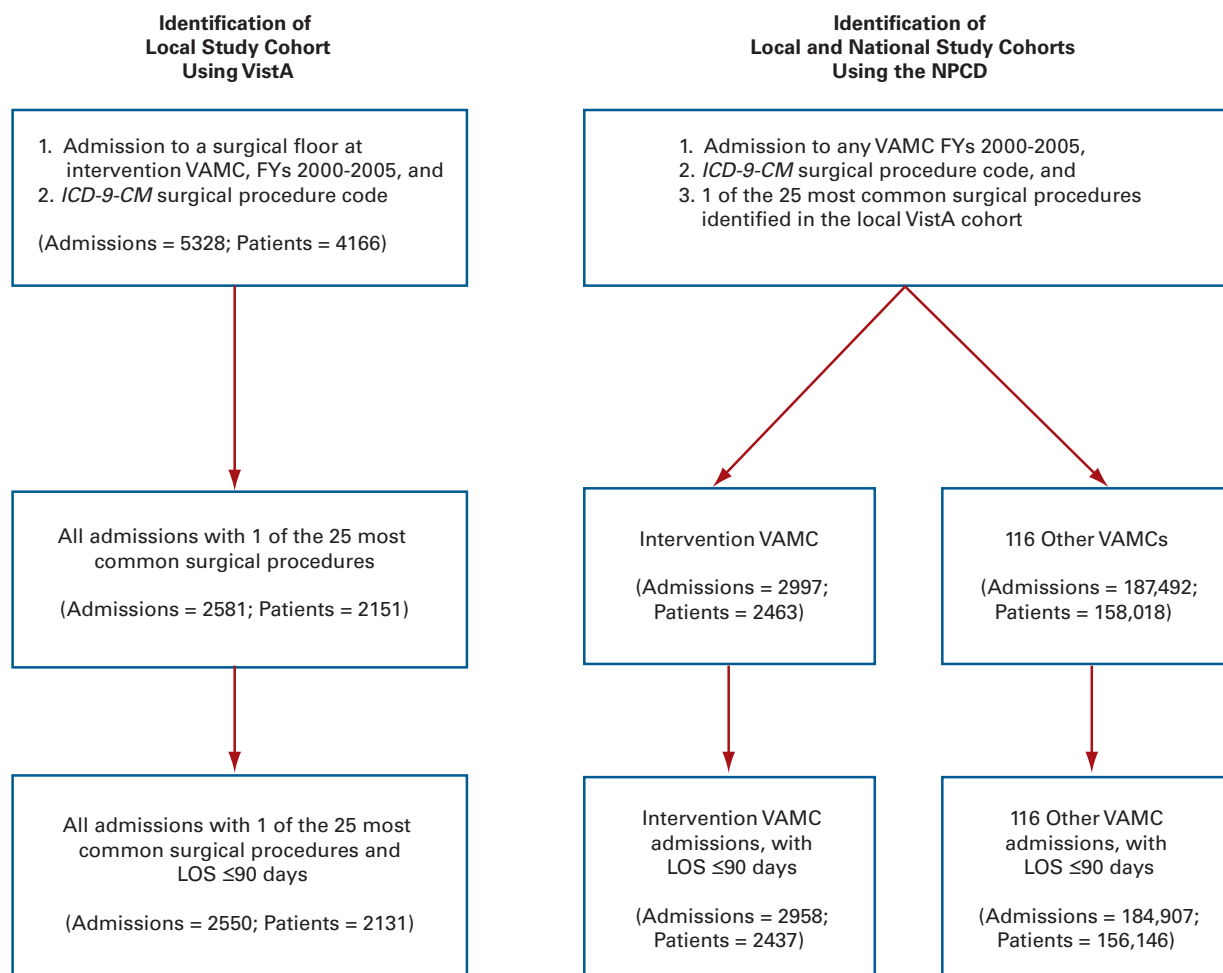 Identification of
Local Study Cohort
Using VistA
1. Admission to a surgical floor at
intervention VAMC, FYs 2000-2005, and
2. ICD-9-CM surgical procedure code
(Admissions = 5328; Patients = 4166)
All admissions with 1 of the 25 most
common surgical procedures
(Admissions = 2581; Patients = 2151)
All admissions with 1 of the 25 most
common surgical procedures and
LOS ≤90 days
(Admissions = 2550; Patients = 2131)
Identification of
Local and National Study Cohorts
Using the NPCD
1. Admission to any VAMC FYs 2000-2005,
2. ICD-9-CM surgical procedure code, and
3. 1 of the 25 most common surgical procedures
identified in the local VistA cohort
Intervention VAMC
(Admissions = 2997;
Patients = 2463)
116 Other VAMCs
(Admissions = 187,492;
Patients = 158,018)
Intervention VAMC
admissions, with
LOS ≤90 days
(Admissions = 2958;
Patients = 2437)
116 Other VAMC
admissions, with
LOS ≤90 days
(Admissions = 184,907;
Patients = 156,146)